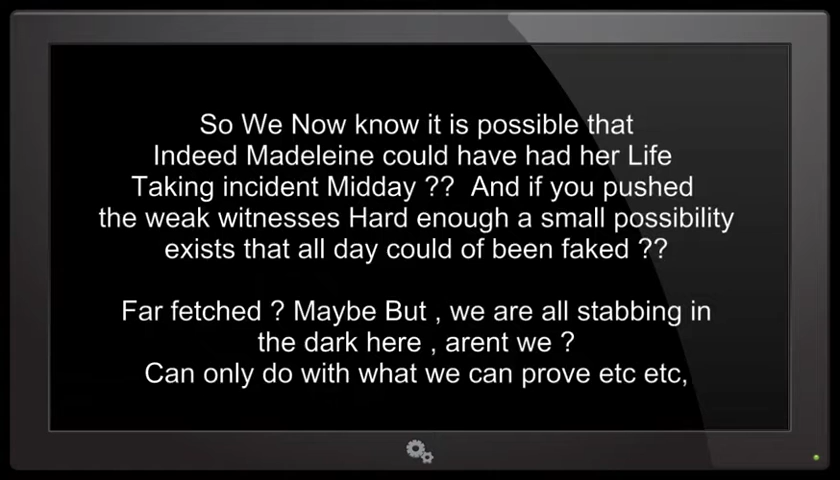 So We Now know it is possible that
Indeed Madeleine could have had her Life
Taking incident Midday ??  And if you pushed
the weak witnesses Hard enough a small possibility
exists that all day could of been faked ??
Far fetched ? Maybe But , we are all stabbing in
the dark here , arent we ?
Can only do with what we can prove etc etc,